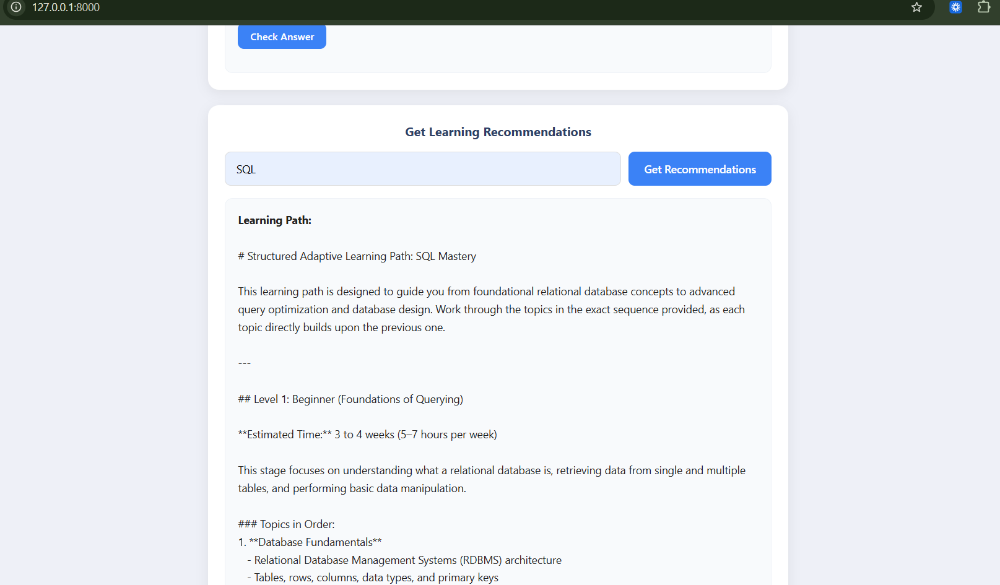 127.0.0.1:8000
Check Answer
Get Learning Recommendations
SQL
Get Recommendations
Learning Path:
# Structured Adaptive Learning Path: SQL Mastery
This learning path is designed to guide you from foundational relational database concepts to advanced
query optimization and database design. Work through the topics in the exact sequence provided, as each
topic directly builds upon the previous one.
---
## Level 1: Beginner (Foundations of Querying)
**Estimated Time:** 3 to 4 weeks (5–7 hours per week)
This stage focuses on understanding what a relational database is, retrieving data from single and multiple
tables, and performing basic data manipulation.
### Topics in Order:
1. **Database Fundamentals**
- Relational Database Management Systems (RDBMS) architecture
- Tables, rows, columns, data types, and primary keys